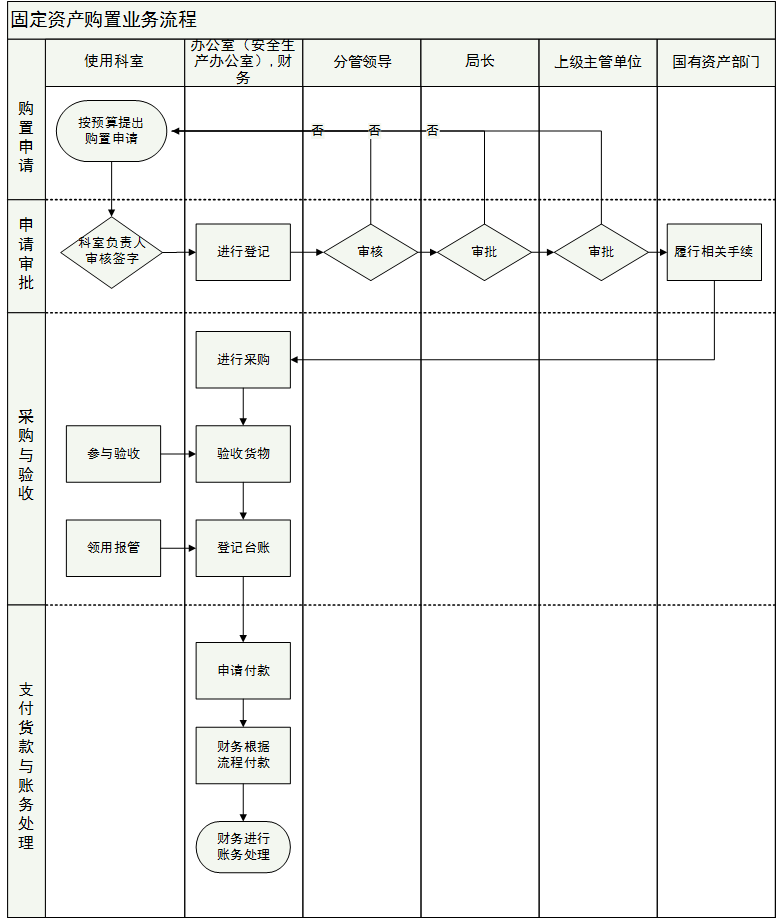 固定资产购置业务流程
使用科室
办公室（安全生
产办公室）,财
务
分管领导
局长
上级主管单位
国有资产部门
购置申请
按预算提出
购置申请
否
否
否
申请审批
科室负责人
审核签字
进行登记
审核
审批
审批
履行相关手续
采购与验收
进行采购
参与验收
验收货物
领用报管
登记台账
支付货款与账务处理
申请付款
财务根据
流程付款
财务进行
账务处理